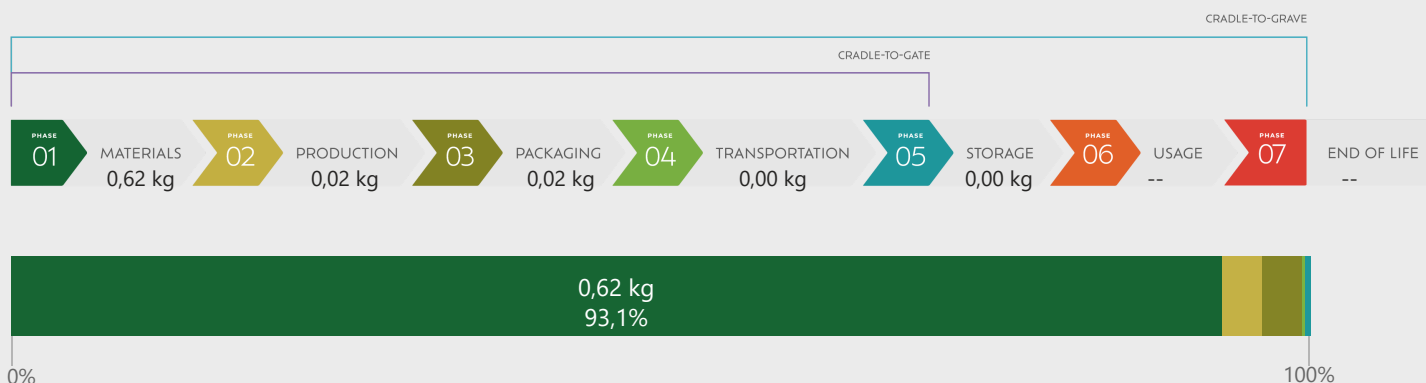 CRADLE-TO-GRAVE
CRADLE-TO-GATE
PHASE
01
MATERIALS
0,62 kg
PHASE
02
PRODUCTION
0,02 kg
PHASE
03
PACKAGING
0,02 kg
PHASE
04
TRANSPORTATION
0,00 kg
PHASE
05
STORAGE
0,00 kg
PHASE
06
USAGE
--
PHASE
07
END OF LIFE
--
0,62 kg
93,1%
0%
100%